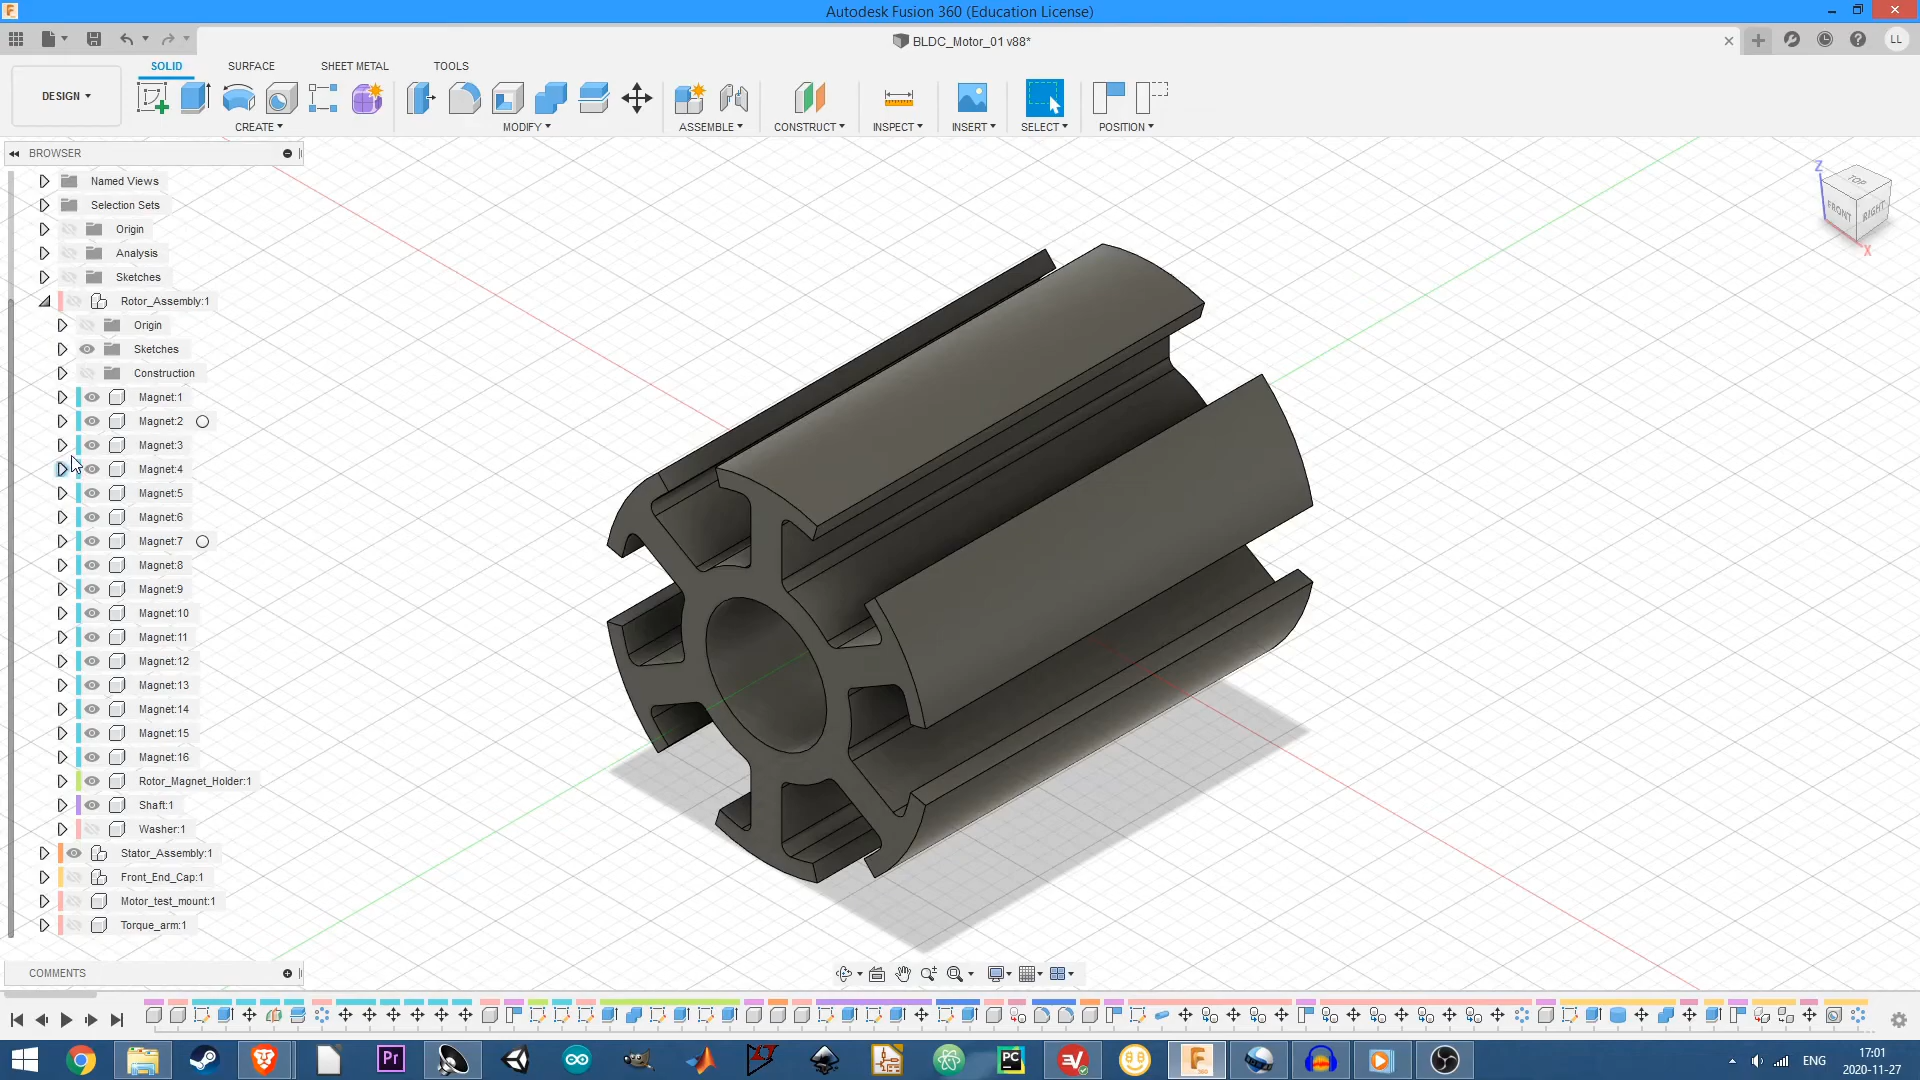 Autodesk Fusion 360 (Education License)
BLDC_Motor_01 v88*
LL
DESIGN
SOLID SURFACE SHEET METAL TOOLS
CREATE MODIFY ASSEMBLE CONSTRUCT INSPECT INSERT SELECT POSITION
BROWSER
Named Views
Selection Sets
Origin
Analysis
Sketches
Rotor_Assembly:1
Origin
Sketches
Construction
Magnet:1
Magnet:2
Magnet:3
Magnet:4
Magnet:5
Magnet:6
Magnet:7
Magnet:8
Magnet:9
Magnet:10
Magnet:11
Magnet:12
Magnet:13
Magnet:14
Magnet:15
Magnet:16
Rotor_Magnet_Holder:1
Shaft:1
Washer:1
Stator_Assembly:1
Front_End_Cap:1
Motor_test_mount:1
Torque_arm:1
Z
TOP
FRONT RIGHT
X
COMMENTS
Pr
PC
ENG
17:01
2020-11-27